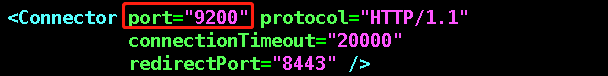 <Connector port="9200" protocol="HTTP/1.1"
connectionTimeout="20000"
redirectPort="8443" />